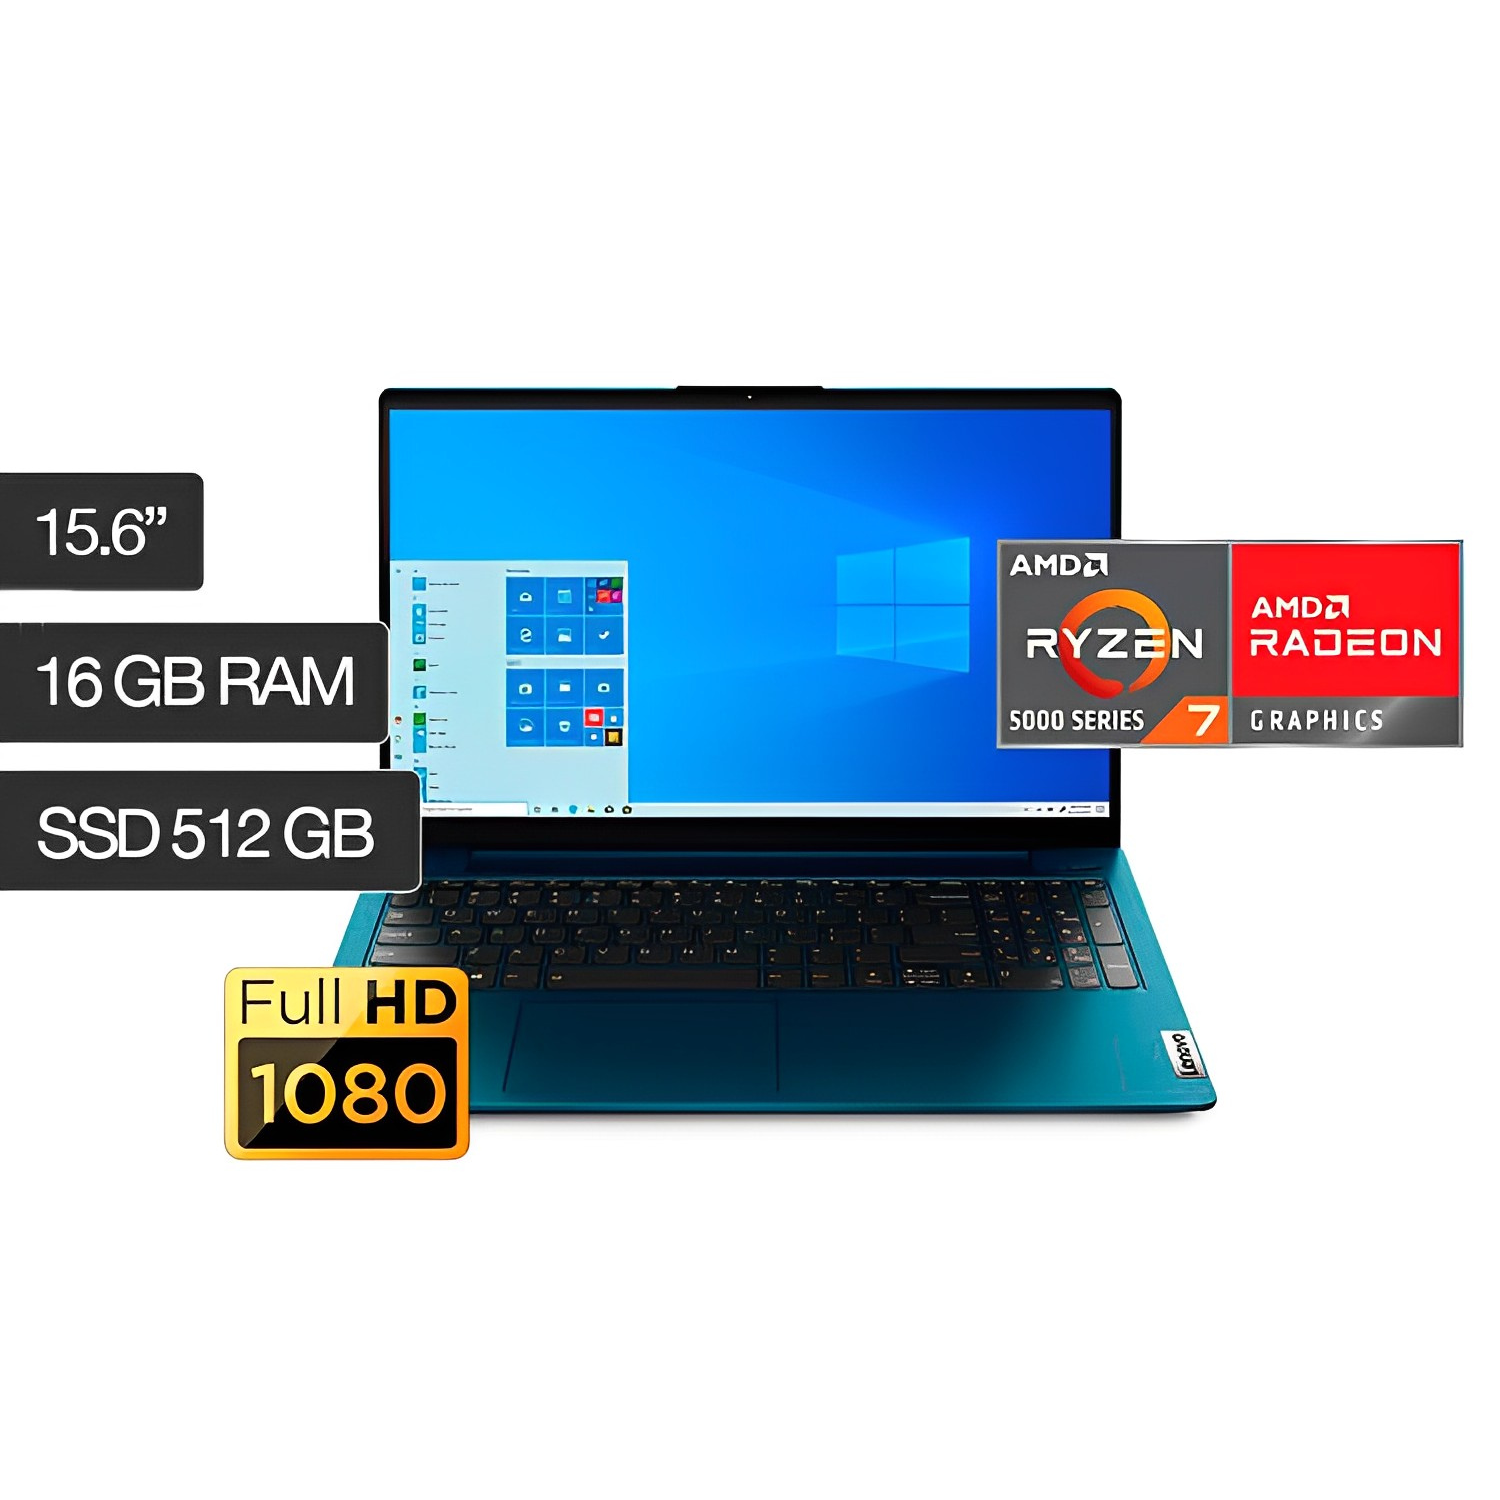 15.6”
16 GB RAM
SSD 512 GB
AMD
RYZEN
5000 SERIES 7
AMD
RADEON
GRAPHICS
Full HD
1080
Lenovo